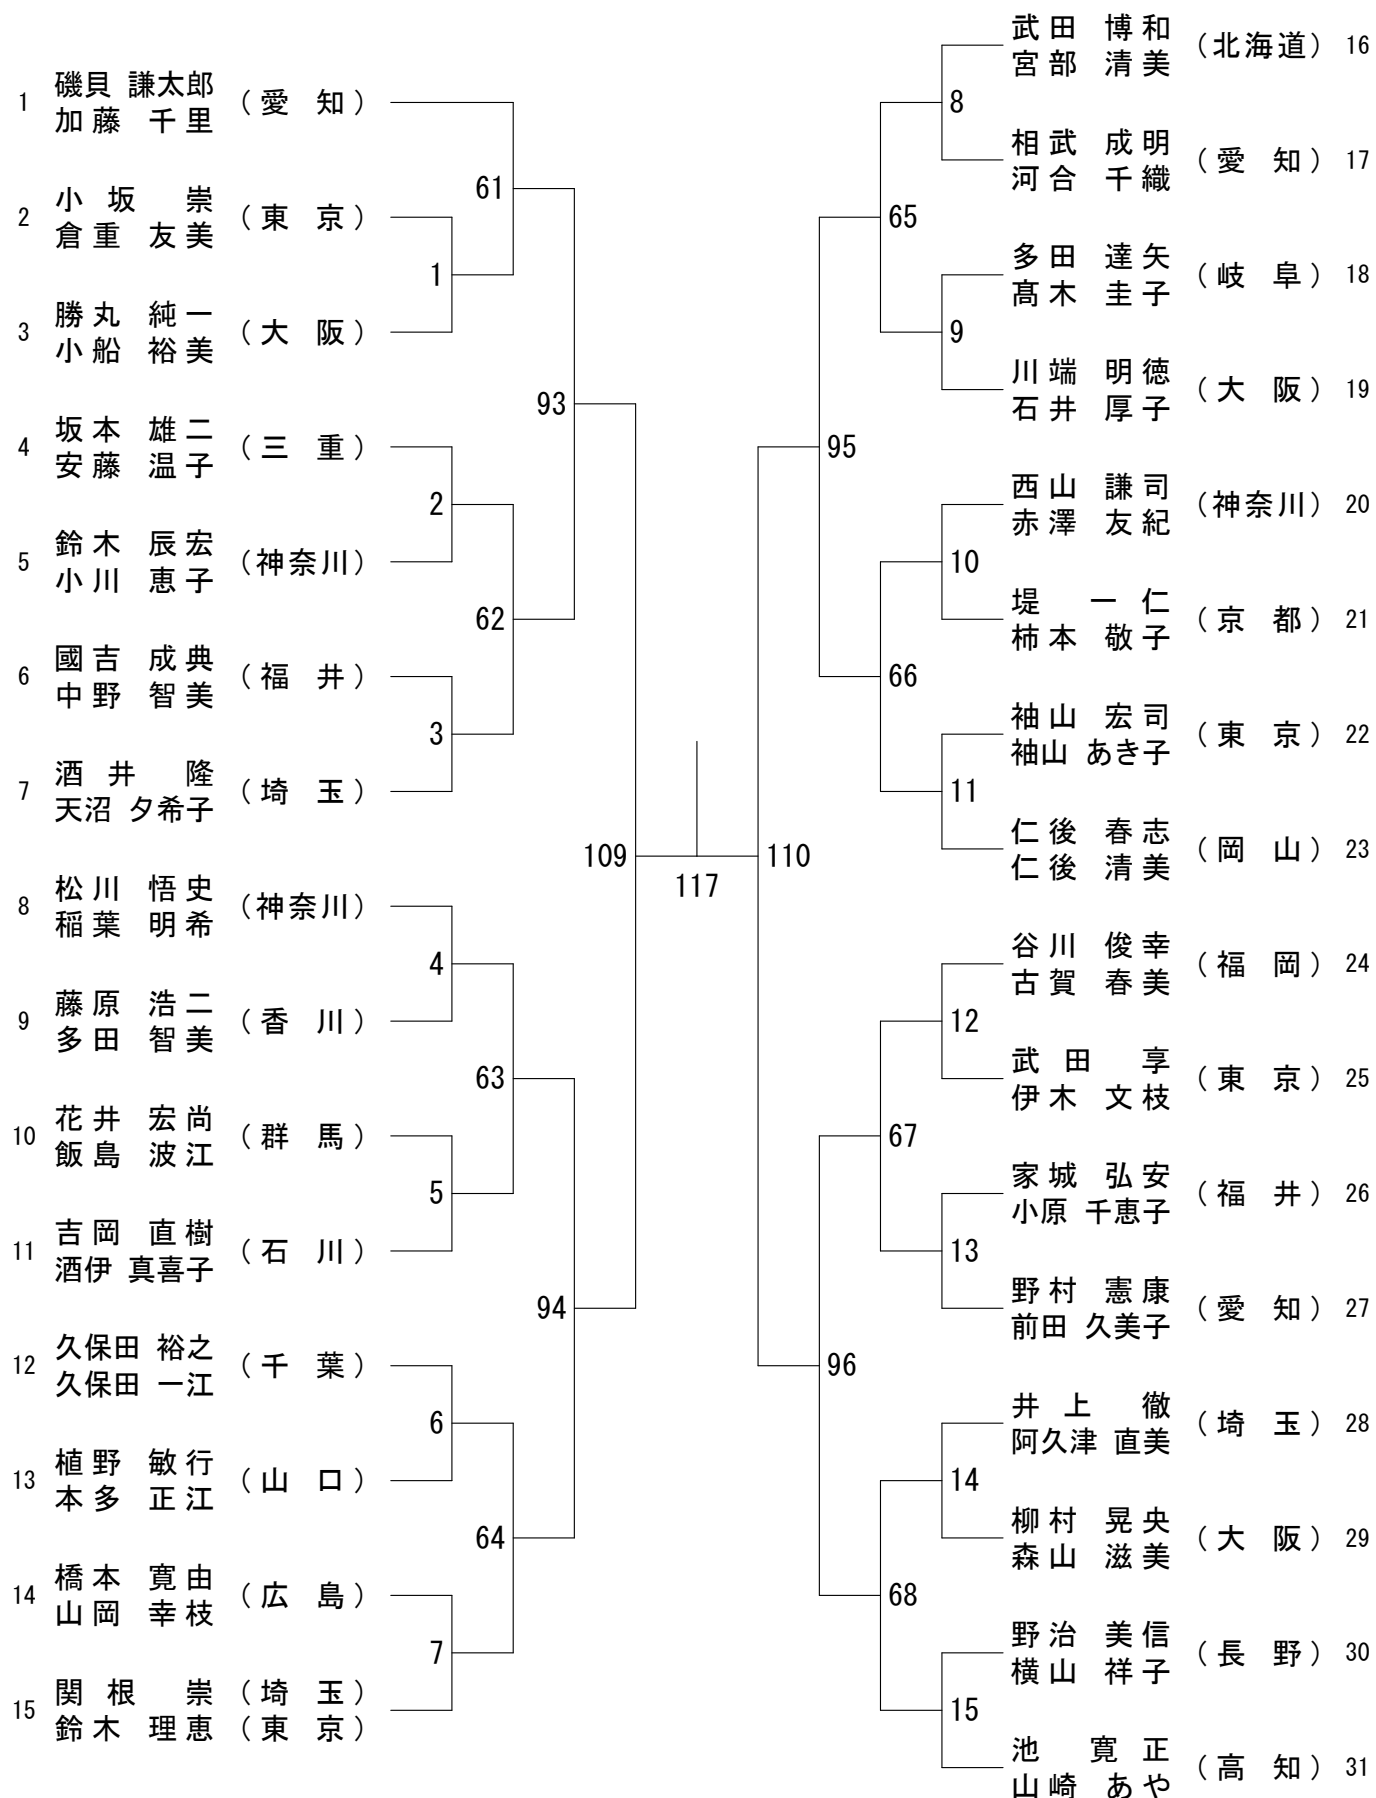 1 磯貝 謙太郎 (愛 知)
加藤 千里
2 小坂 崇 (東 京)
倉重 友美
3 勝丸 純一 (大 阪)
小船 裕美
4 坂本 雄二 (三 重)
安藤 温子
5 鈴木 辰宏 (神奈川)
小川 恵子
6 國吉 成典 (福 井)
中野 智美
7 酒井 隆 (埼 玉)
天沼 夕希子
8 松川 悟史 (神奈川)
稲葉 明希
9 藤原 浩二 (香 川)
多田 智美
10 花井 宏尚 (群 馬)
飯島 波江
11 吉岡 直樹 (石 川)
酒伊 真喜子
12 久保田 裕之 (千 葉)
久保田 一江
13 植野 敏行 (山 口)
本多 正江
14 橋本 寛由 (広 島)
山岡 幸枝
15 関根 崇 (埼 玉)
鈴木 理恵 (東 京)
1
2
3
4
5
6
7
61
62
63
64
93
94
109
117
110
95
96
65
66
67
68
8
9
10
11
12
13
14
15
武田 博和 (北海道) 16
宮部 清美
相武 成明 (愛 知) 17
河合 千織
多田 達矢 (岐 阜) 18
髙木 圭子
川端 明徳 (大 阪) 19
石井 厚子
西山 謙司 (神奈川) 20
赤澤 友紀
堤 一仁 (京 都) 21
柿本 敬子
袖山 宏司 (東 京) 22
袖山 あき子
仁後 春志 (岡 山) 23
仁後 清美
谷川 俊幸 (福 岡) 24
古賀 春美
武田 享 (東 京) 25
伊木 文枝
家城 弘安 (福 井) 26
小原 千恵子
野村 憲康 (愛 知) 27
前田 久美子
井上 徹 (埼 玉) 28
阿久津 直美
柳村 晃央 (大 阪) 29
森山 滋美
野治 美信 (長 野) 30
横山 祥子
池 寛正 (高 知) 31
山崎 あや